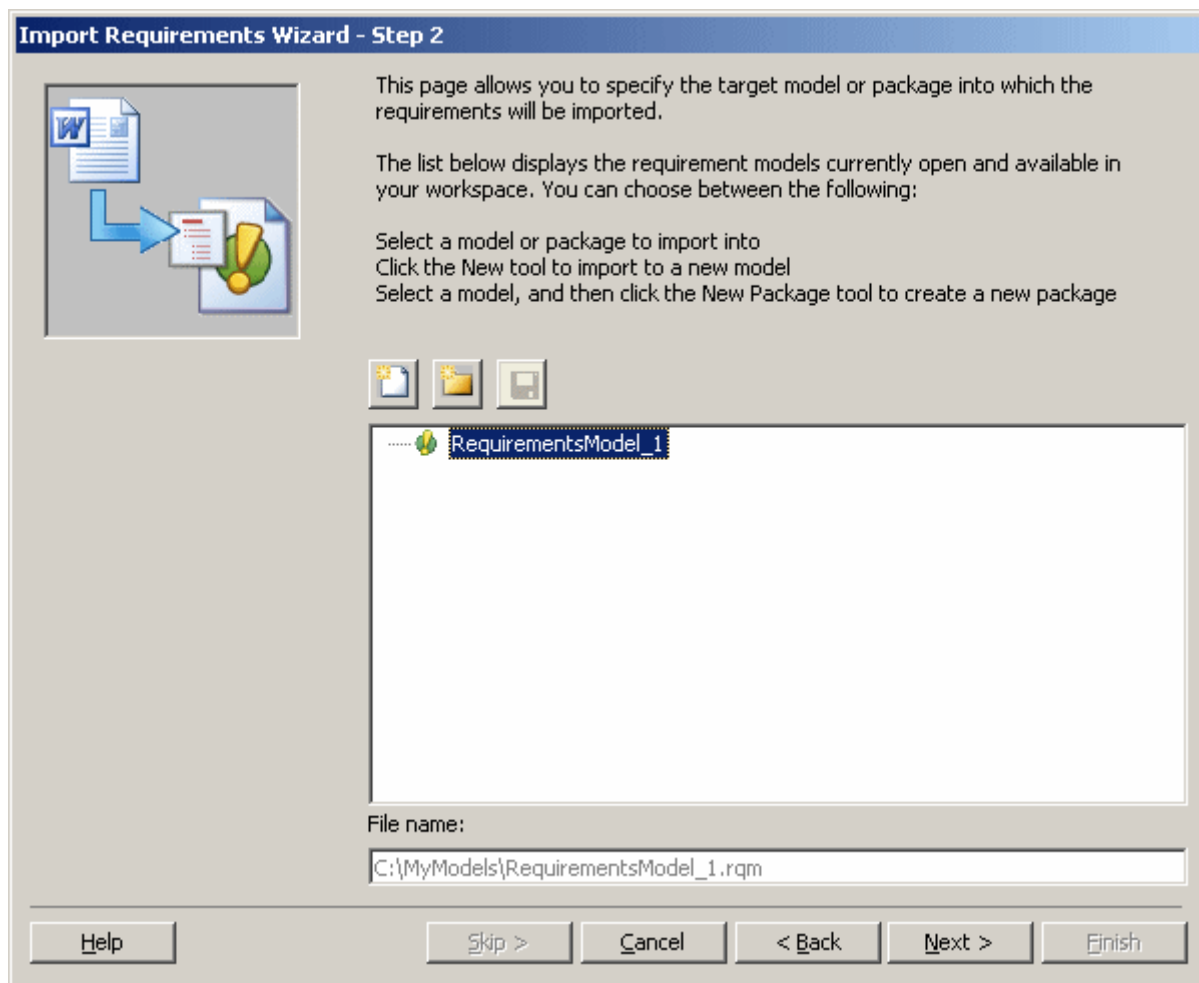 Import Requirements Wizard - Step 2
This page allows you to specify the target model or package into which the
requirements will be imported.
The list below displays the requirement models currently open and available in
your workspace. You can choose between the following:
Select a model or package to import into
Click the New tool to import to a new model
Select a model, and then click the New Package tool to create a new package
W
RequirementsModel_1
File name:
C:\MyModels\RequirementsModel_1.rqm
Help
Skip >
Cancel
< Back
Next >
Finish